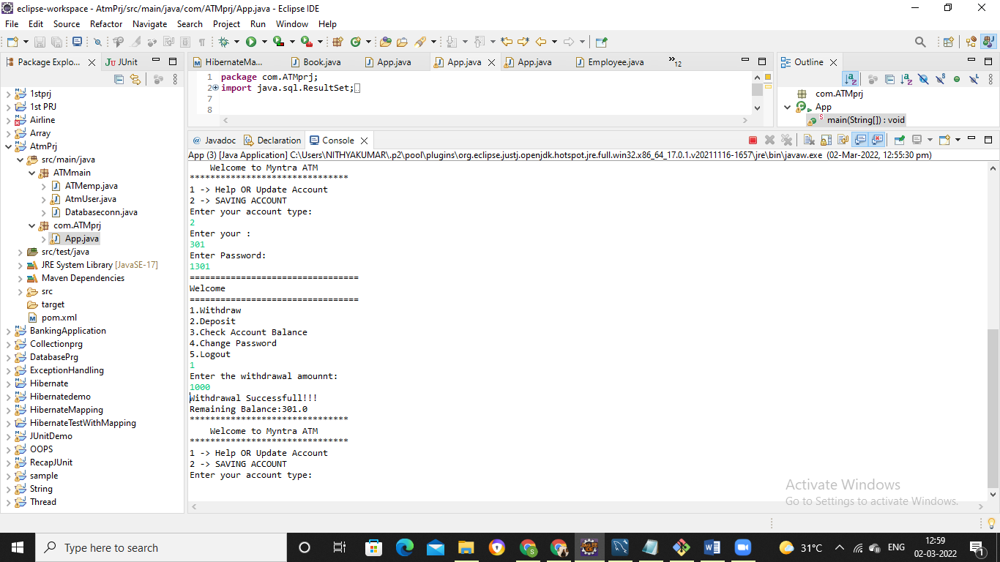 eclipse-workspace - AtmPrj/src/main/java/com/ATMprj/App.java - Eclipse IDE
File Edit Source Refactor Navigate Search Project Run Window Help
Package Explo... JUnit
HibernateMa... Book.java App.java App.java App.java Employee.java »12
Outline
1 package com.ATMprj;
2 import java.sql.ResultSet;
7
8
com.ATMprj
App
main(String[]) : void
1stprj
1st PRJ
Airline
Array
AtmPrj
src/main/java
ATMmain
ATMemp.java
AtmUser.java
Databaseconn.java
com.ATMprj
App.java
src/test/java
JRE System Library [JavaSE-17]
Maven Dependencies
src
target
pom.xml
BankingApplication
Collectionprg
DatabasePrg
ExceptionHandling
Hibernate
Hibernatedemo
HibernateMapping
HibernateTestWithMapping
JUnitDemo
OOPS
RecapJUnit
sample
String
Thread
Javadoc Declaration Console
App (3) [Java Application] C:\Users\NITHYAKUMAR\.p2\pool\plugins\org.eclipse.justj.openjdk.hotspot.jre.full.win32.x86_64_17.0.1.v20211116-1657\jre\bin\javaw.exe (02-Mar-2022, 12:55:30 pm)
Welcome to Myntra ATM
*******************************
1 -> Help OR Update Account
2 -> SAVING ACCOUNT
Enter your account type:
2
Enter your :
301
Enter Password:
1301
=================================
Welcome
=================================
1.Withdraw
2.Deposit
3.Check Account Balance
4.Change Password
5.Logout
1
Enter the withdrawal amounnt:
1000
Withdrawal Successfull!!!
Remaining Balance:301.0
*******************************
Welcome to Myntra ATM
*******************************
1 -> Help OR Update Account
2 -> SAVING ACCOUNT
Enter your account type:
Activate Windows
Go to Settings to activate Windows.
Type here to search
31°C
ENG
12:59
02-03-2022
1